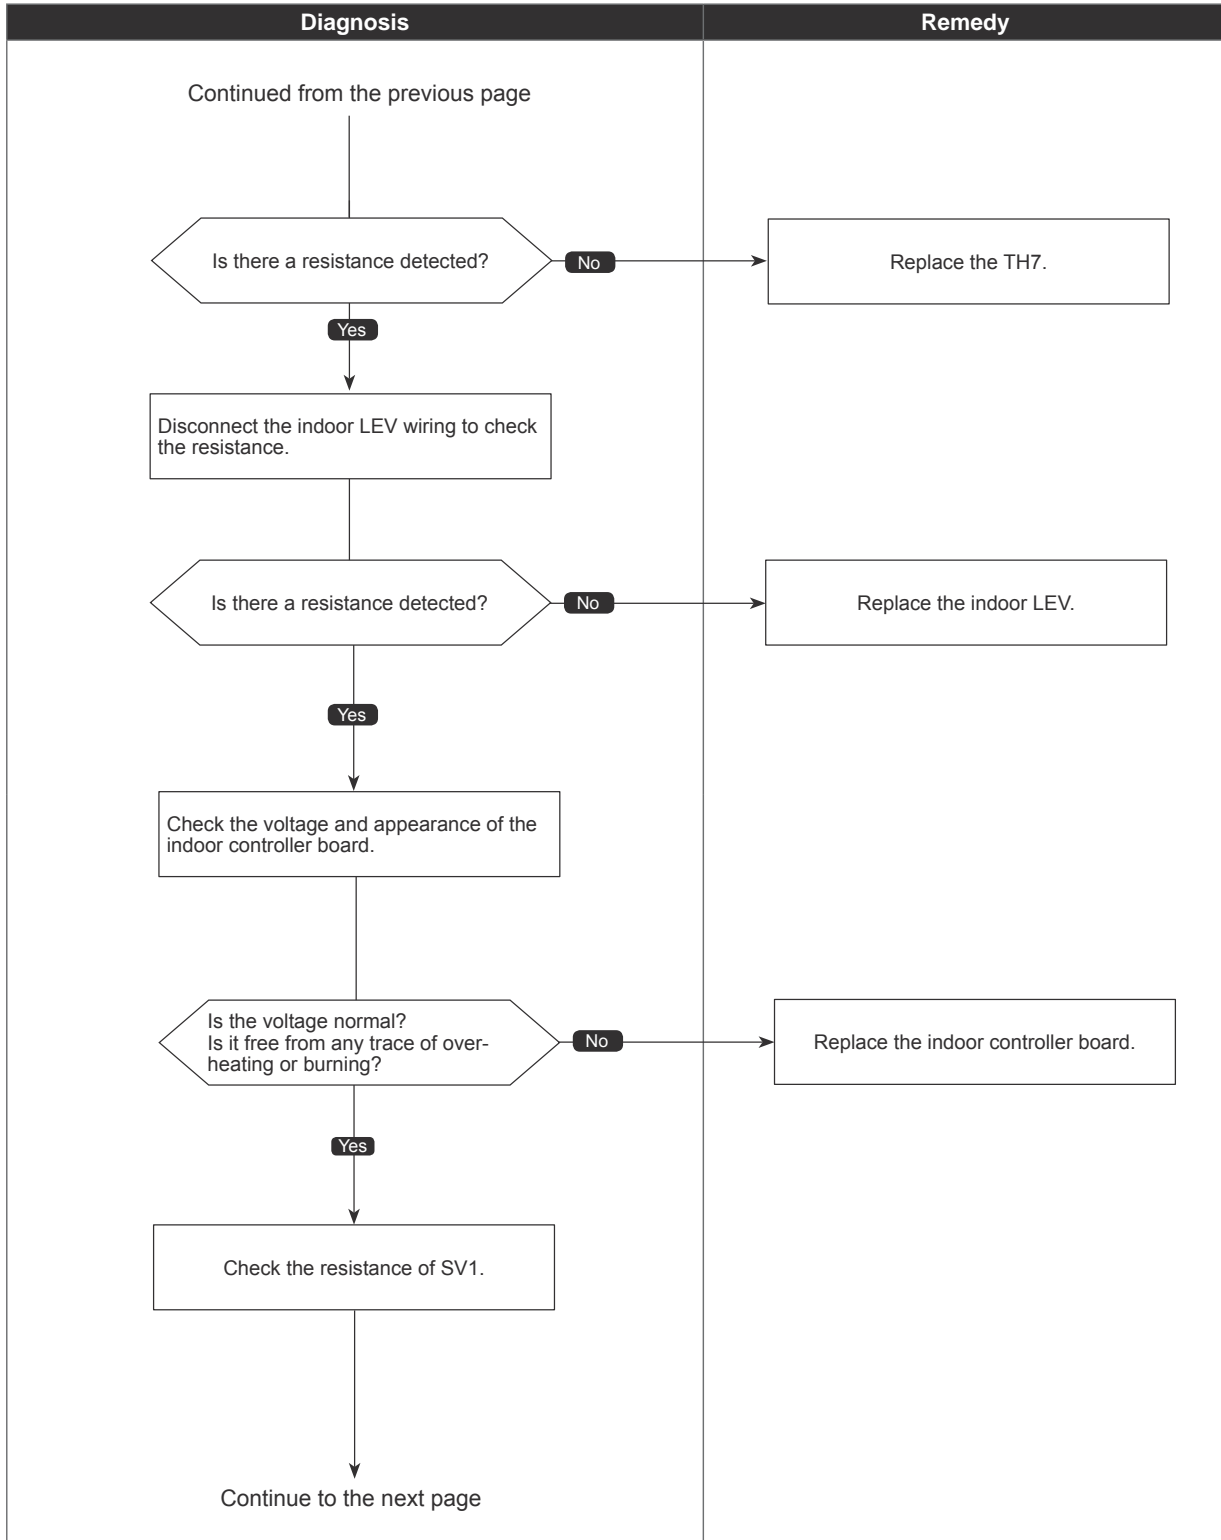 Diagnosis
Remedy
Continued from the previous page
Is there a resistance detected?
No
Replace the TH7.
Yes
Disconnect the indoor LEV wiring to check
the resistance.
Is there a resistance detected?
No
Replace the indoor LEV.
Yes
Check the voltage and appearance of the
indoor controller board.
Is the voltage normal?
Is it free from any trace of over-
heating or burning?
No
Replace the indoor controller board.
Yes
Check the resistance of SV1.
Continue to the next page